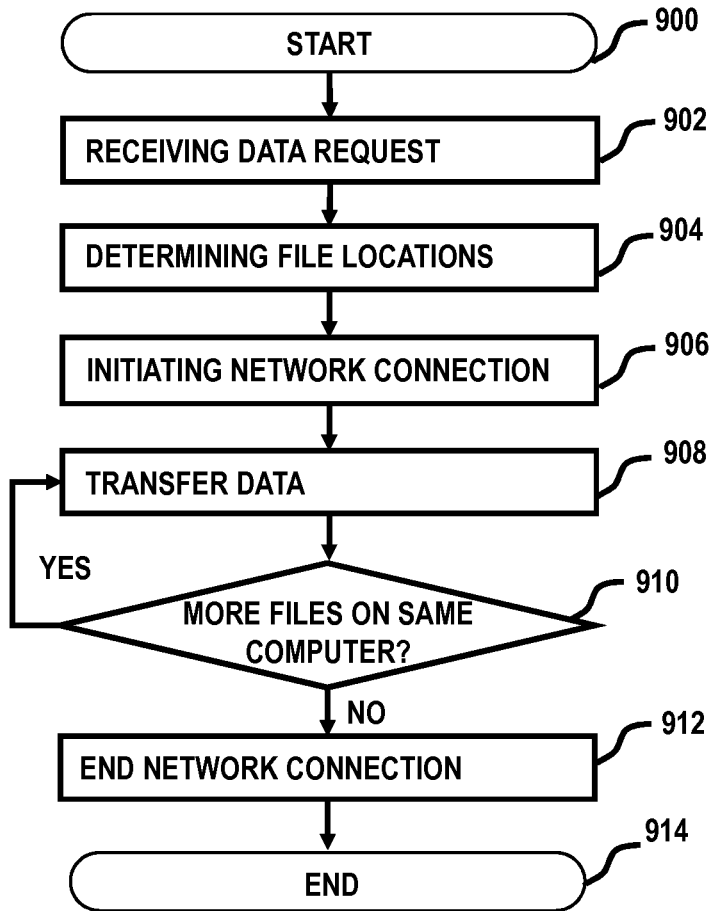 START
900
RECEIVING DATA REQUEST
902
DETERMINING FILE LOCATIONS
904
INITIATING NETWORK CONNECTION
906
TRANSFER DATA
908
YES
MORE FILES ON SAME
COMPUTER?
910
NO
END NETWORK CONNECTION
912
END
914